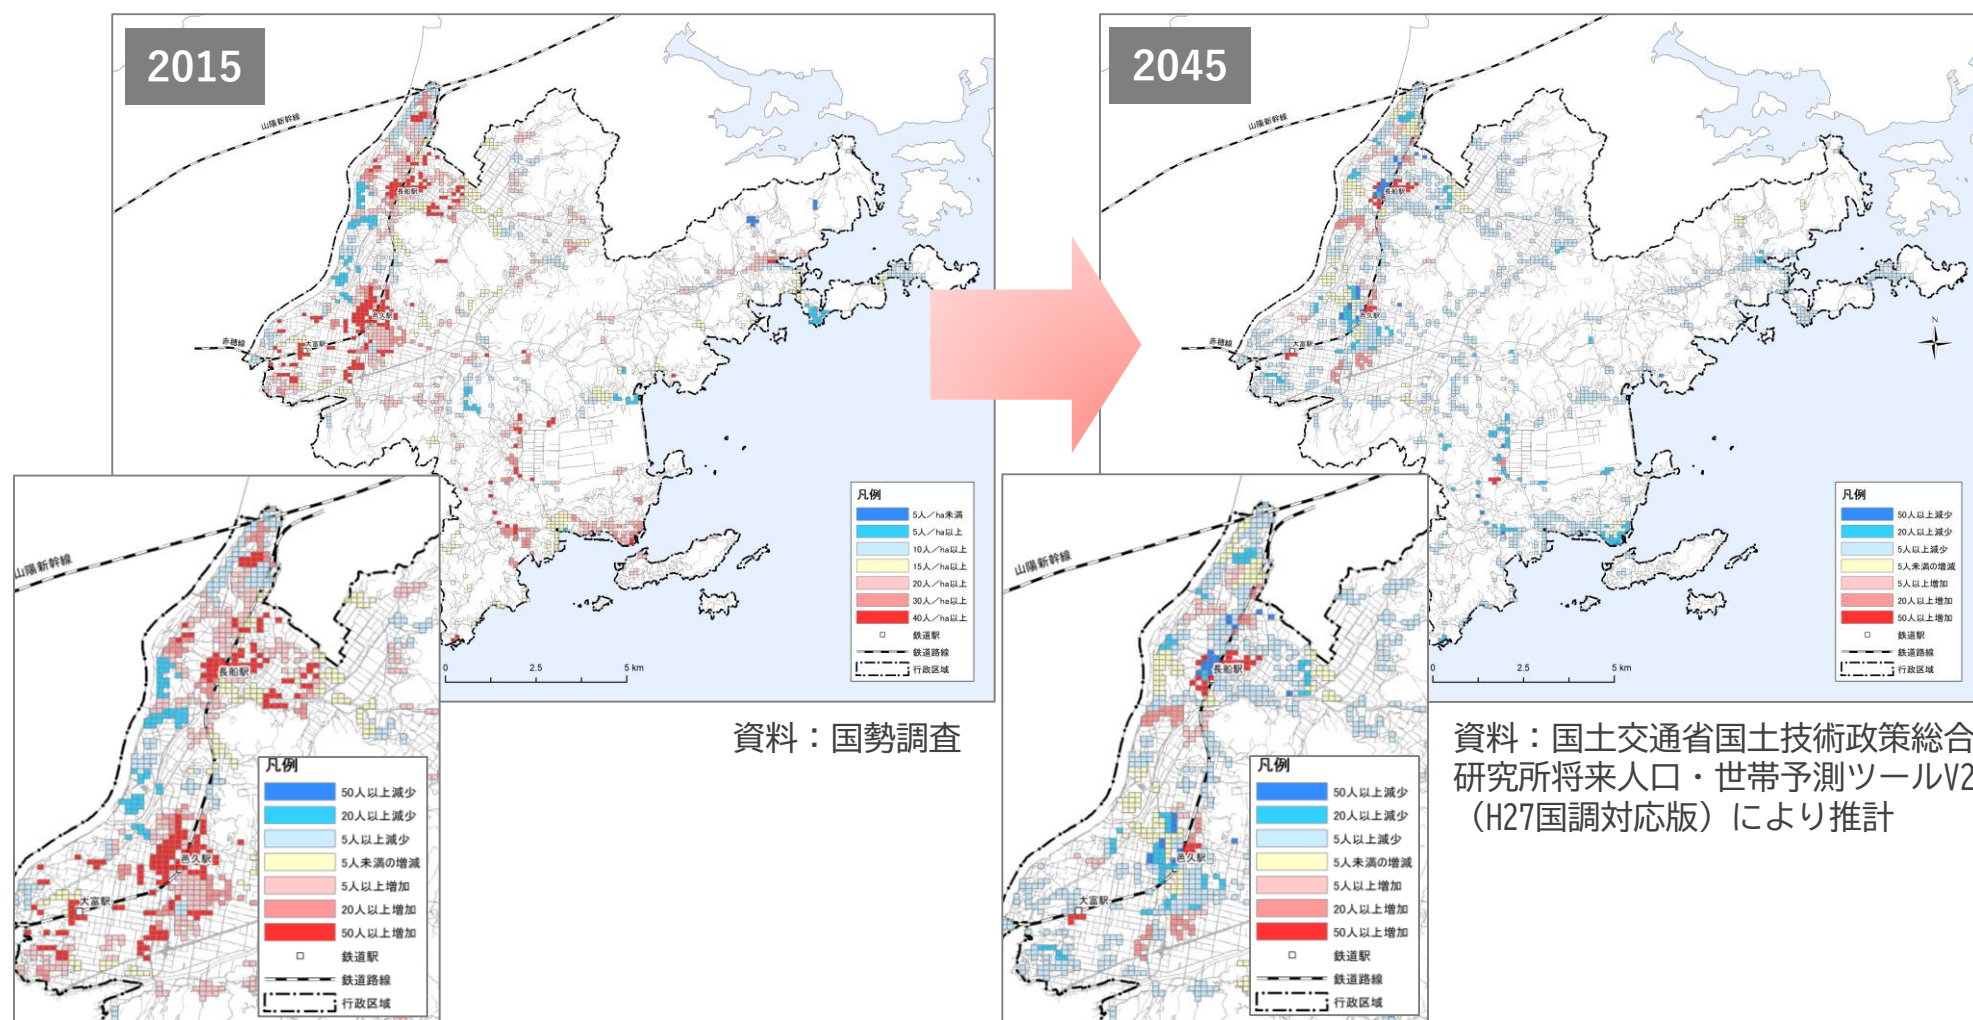 2015
山陽新幹線
長船駅
邑久駅
大富駅
赤穂線
凡例
5人/ha未満
5人/ha以上
10人/ha以上
15人/ha以上
20人/ha以上
30人/ha以上
40人/ha以上
鉄道駅
鉄道路線
行政区域
0 2.5 5 km
資料：国勢調査
山陽新幹線
長船駅
邑久駅
大富駅
凡例
50人以上減少
20人以上減少
5人以上減少
5人未満の増減
5人以上増加
20人以上増加
50人以上増加
鉄道駅
鉄道路線
行政区域
2045
山陽新幹線
長船駅
邑久駅
大富駅
赤穂線
N
凡例
50人以上減少
20人以上減少
5人以上減少
5人未満の増減
5人以上増加
20人以上増加
50人以上増加
鉄道駅
鉄道路線
行政区域
0 2.5 5 km
資料：国土交通省国土技術政策総合
研究所将来人口・世帯予測ツールV2
（H27国調対応版）により推計
山陽新幹線
長船駅
邑久駅
大富駅
凡例
50人以上減少
20人以上減少
5人以上減少
5人未満の増減
5人以上増加
20人以上増加
50人以上増加
鉄道駅
鉄道路線
行政区域